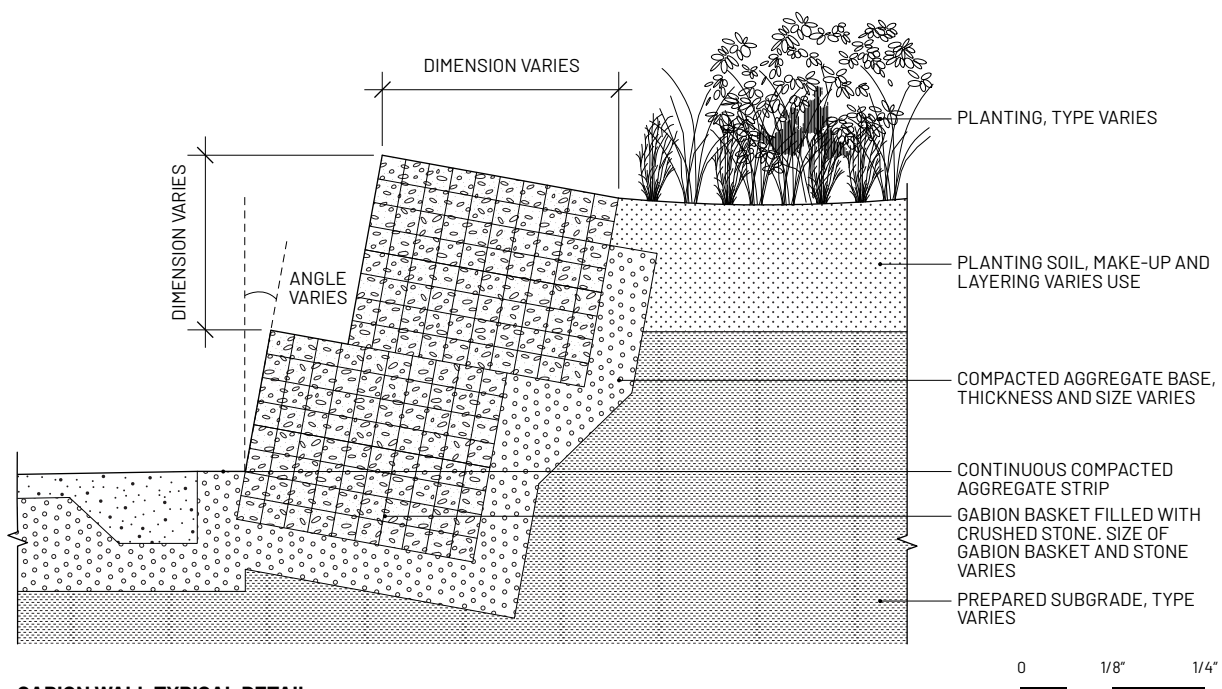 DIMENSION VARIES
PLANTING, TYPE VARIES
DIMENSION VARIES
ANGLE
VARIES
PLANTING SOIL, MAKE-UP AND
LAYERING VARIES USE
COMPACTED AGGREGATE BASE,
THICKNESS AND SIZE VARIES
CONTINUOUS COMPACTED
AGGREGATE STRIP
GABION BASKET FILLED WITH
CRUSHED STONE. SIZE OF
GABION BASKET AND STONE
VARIES
PREPARED SUBGRADE, TYPE
VARIES
0 1/8" 1/4"
GABION WALL TYPICAL DETAIL